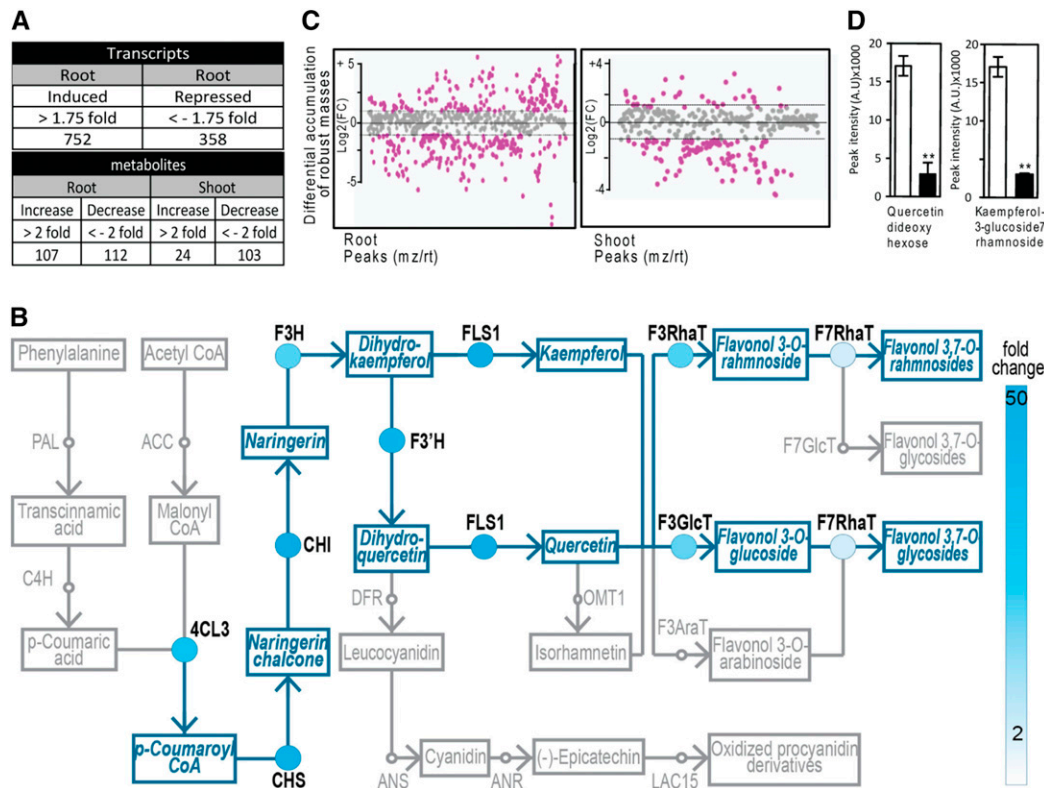 A
Transcripts
Root Root
Induced Repressed
> 1.75 fold < - 1.75 fold
752 358
metabolites
Root Shoot
Increase Decrease Increase Decrease
> 2 fold < - 2 fold > 2 fold < - 2 fold
107 112 24 103
C
Differential accumulation
of robust masses
Log2(FC)
+ 5
-5
Root
Peaks (mz/rt)
Log2(FC)
+4
-4
Shoot
Peaks (mz/rt)
D
Peak itensity (A.U)x1000
20
15
10
5
0
**
Quercetin
dideoxy
hexose
Peak intensity (A.U.)x1000
20
15
10
5
0
**
Kaempferol-
3-glucoside7
rhamnoside
B
Phenylalanine
Acetyl CoA
PAL
ACC
Transcinnamic
acid
Malonyl
CoA
C4H
p-Coumaric
acid
4CL3
p-Coumaroyl
CoA
CHS
Naringerin
chalcone
CHI
Naringerin
F3H
Dihydro-
kaempferol
FLS1
Kaempferol
F3'H
Dihydro-
quercetin
FLS1
Quercetin
DFR
Leucocyanidin
OMT1
Isorhamnetin
ANS
Cyanidin
ANR
(-)-Epicatechin
LAC15
Oxidized procyanidin
derivatives
F3RhaT
Flavonol 3-O-
rahmnoside
F7RhaT
Flavonol 3,7-O-
rahmnosides
F7GlcT
Flavonol 3,7-O-
glycosides
F3GlcT
Flavonol 3-O-
glucoside
F7RhaT
Flavonol 3,7-O-
glycosides
F3AraT
Flavonol 3-O-
arabinoside
fold
change
50
2